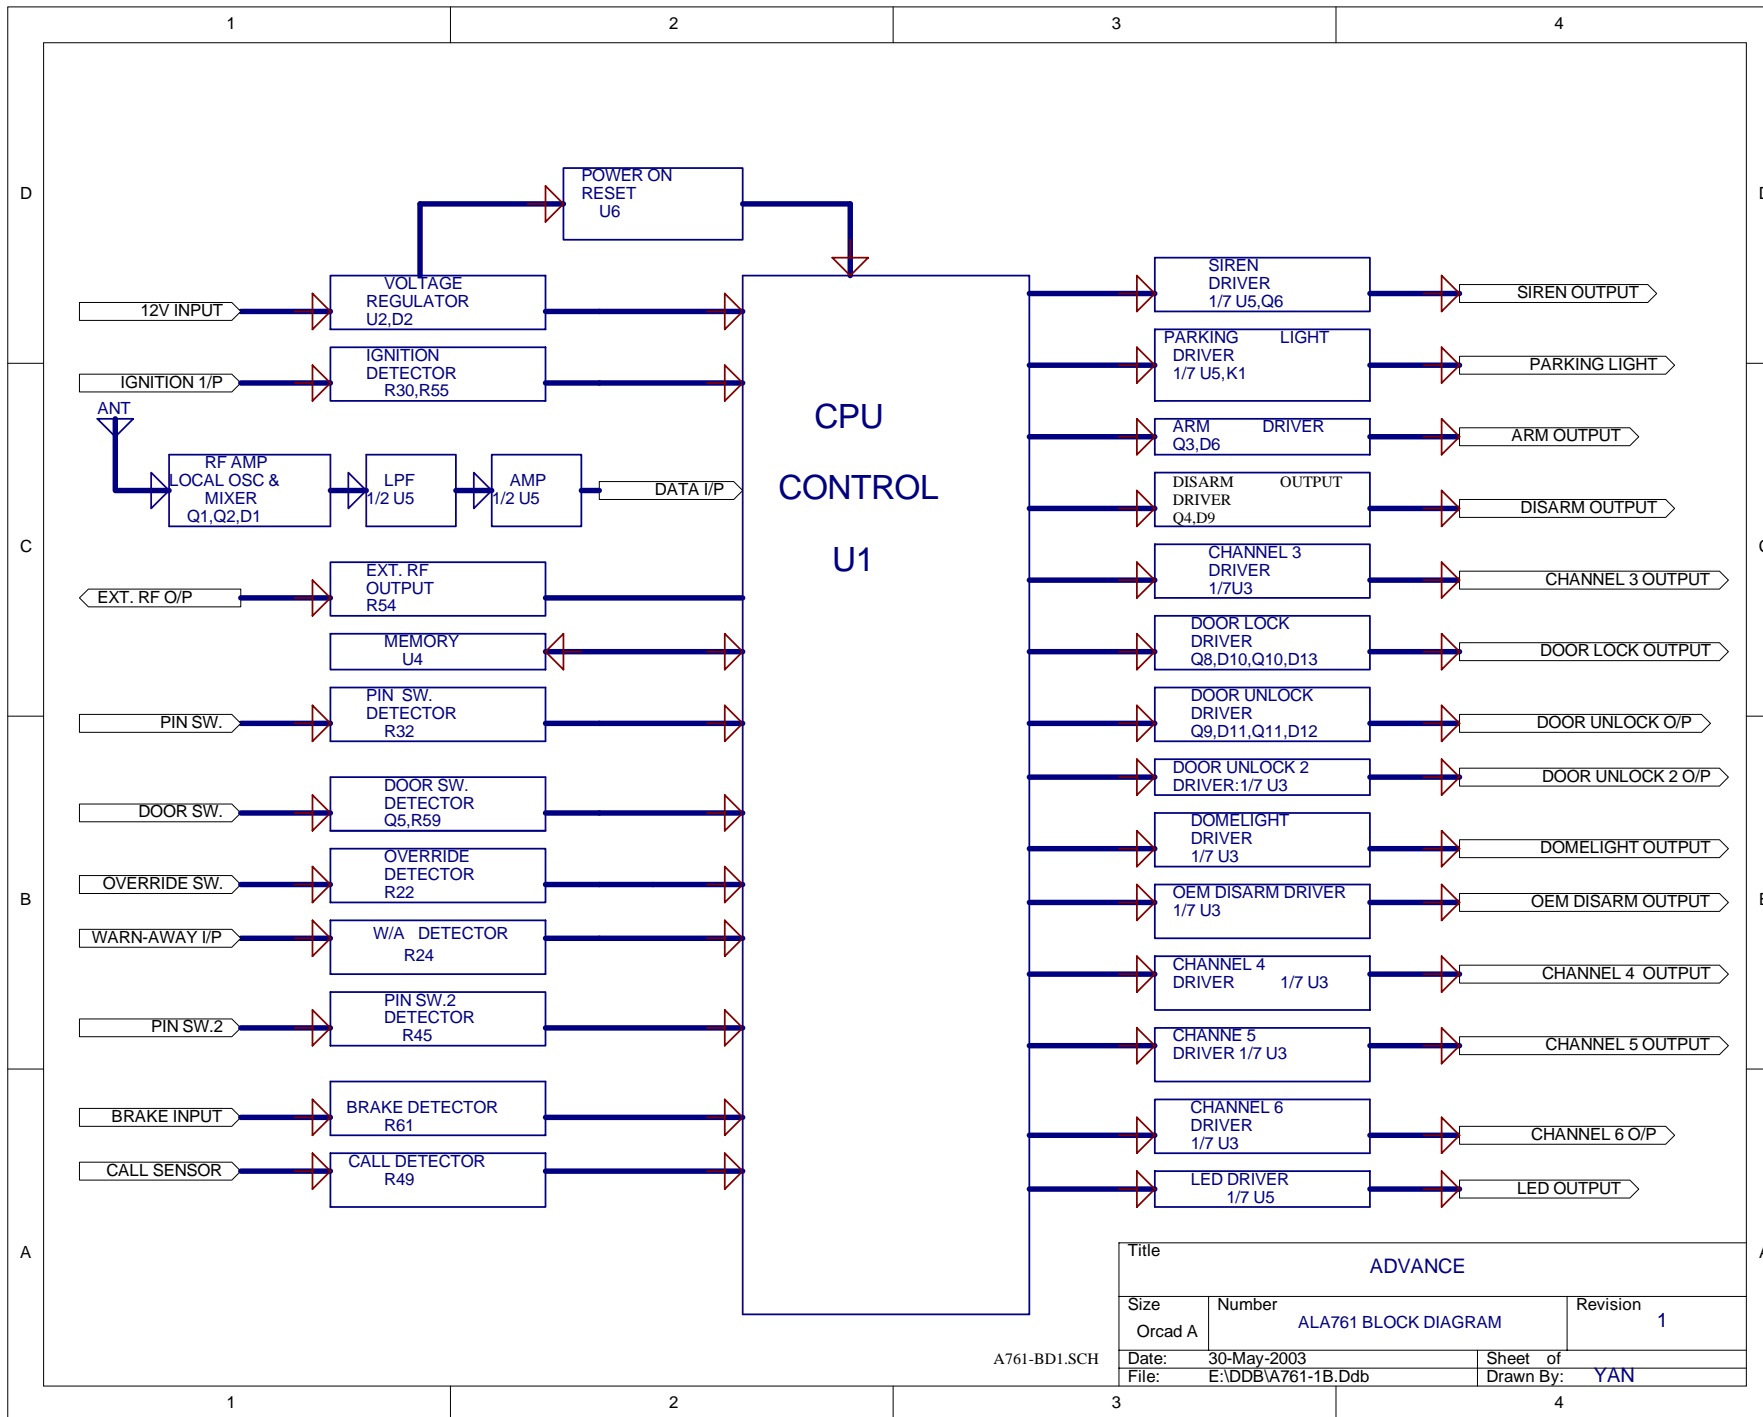 1 2 3 4
D
C
B
A
POWER ON
RESET
U6
VOLTAGE
REGULATOR
U2,D2
12V INPUT
IGNITION
DETECTOR
R30,R55
IGNITION 1/P
ANT
RF AMP
LOCAL OSC &
MIXER
Q1,Q2,D1
LPF
1/2 U5
AMP
1/2 U5
DATA I/P
EXT. RF
OUTPUT
R54
EXT. RF O/P
MEMORY
U4
PIN SW.
DETECTOR
R32
PIN SW.
DOOR SW.
DETECTOR
Q5,R59
DOOR SW.
OVERRIDE
DETECTOR
R22
OVERRIDE SW.
W/A DETECTOR
R24
WARN-AWAY I/P
PIN SW.2
DETECTOR
R45
PIN SW.2
BRAKE DETECTOR
R61
BRAKE INPUT
CALL DETECTOR
R49
CALL SENSOR
CPU
CONTROL
U1
SIREN
DRIVER
1/7 U5,Q6
SIREN OUTPUT
PARKING LIGHT
DRIVER
1/7 U5,K1
PARKING LIGHT
ARM DRIVER
Q3,D6
ARM OUTPUT
DISARM OUTPUT
DRIVER
Q4,D9
DISARM OUTPUT
CHANNEL 3
DRIVER
1/7U3
CHANNEL 3 OUTPUT
DOOR LOCK
DRIVER
Q8,D10,Q10,D13
DOOR LOCK OUTPUT
DOOR UNLOCK
DRIVER
Q9,D11,Q11,D12
DOOR UNLOCK O/P
DOOR UNLOCK 2
DRIVER:1/7 U3
DOOR UNLOCK 2 O/P
DOMELIGHT
DRIVER
1/7 U3
DOMELIGHT OUTPUT
OEM DISARM DRIVER
1/7 U3
OEM DISARM OUTPUT
CHANNEL 4
DRIVER 1/7 U3
CHANNEL 4 OUTPUT
CHANNE 5
DRIVER 1/7 U3
CHANNEL 5 OUTPUT
CHANNEL 6
DRIVER
1/7 U3
CHANNEL 6 O/P
LED DRIVER
1/7 U5
LED OUTPUT
A761-BD1.SCH
Title
ADVANCE
Size
Orcad A
Number
ALA761 BLOCK DIAGRAM
Revision
1
Date: 30-May-2003 Sheet of
File: E:\DDB\A761-1B.Ddb Drawn By: YAN
1 2 3 4